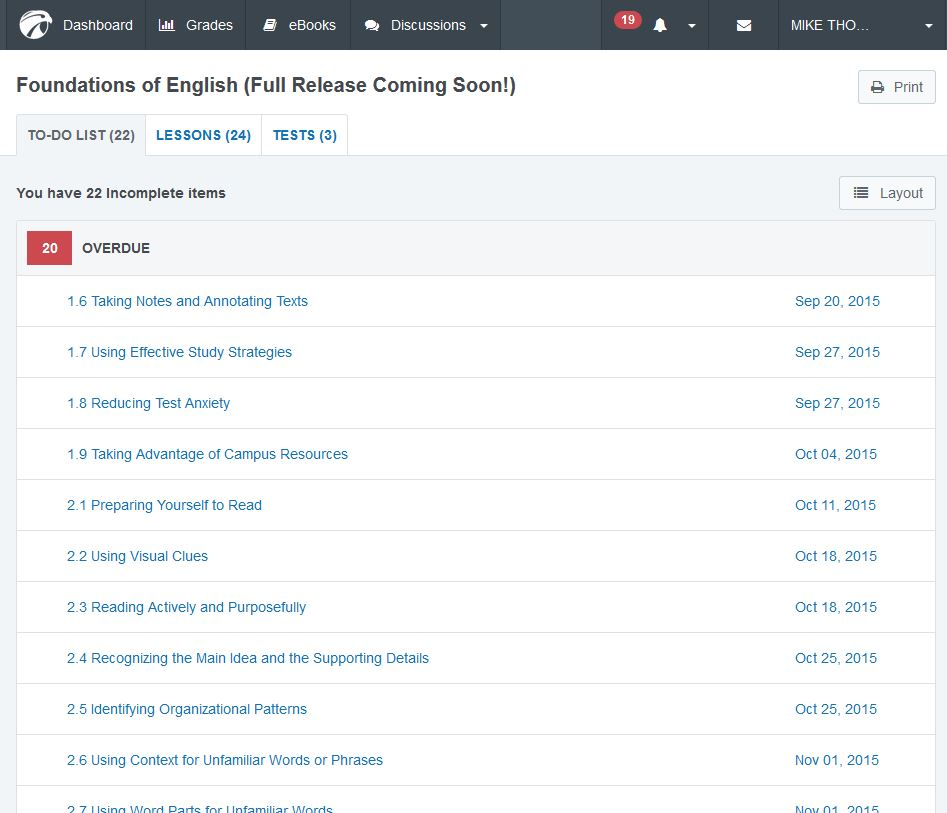 Dashboard Grades eBooks Discussions 19 MIKE THO...
Foundations of English (Full Release Coming Soon!) Print
TO-DO LIST (22) LESSONS (24) TESTS (3)
You have 22 Incomplete items Layout
20 OVERDUE
1.6 Taking Notes and Annotating Texts Sep 20, 2015
1.7 Using Effective Study Strategies Sep 27, 2015
1.8 Reducing Test Anxiety Sep 27, 2015
1.9 Taking Advantage of Campus Resources Oct 04, 2015
2.1 Preparing Yourself to Read Oct 11, 2015
2.2 Using Visual Clues Oct 18, 2015
2.3 Reading Actively and Purposefully Oct 18, 2015
2.4 Recognizing the Main Idea and the Supporting Details Oct 25, 2015
2.5 Identifying Organizational Patterns Oct 25, 2015
2.6 Using Context for Unfamiliar Words or Phrases Nov 01, 2015
2.7 Using Word Parts for Unfamiliar Words Nov 01, 2015